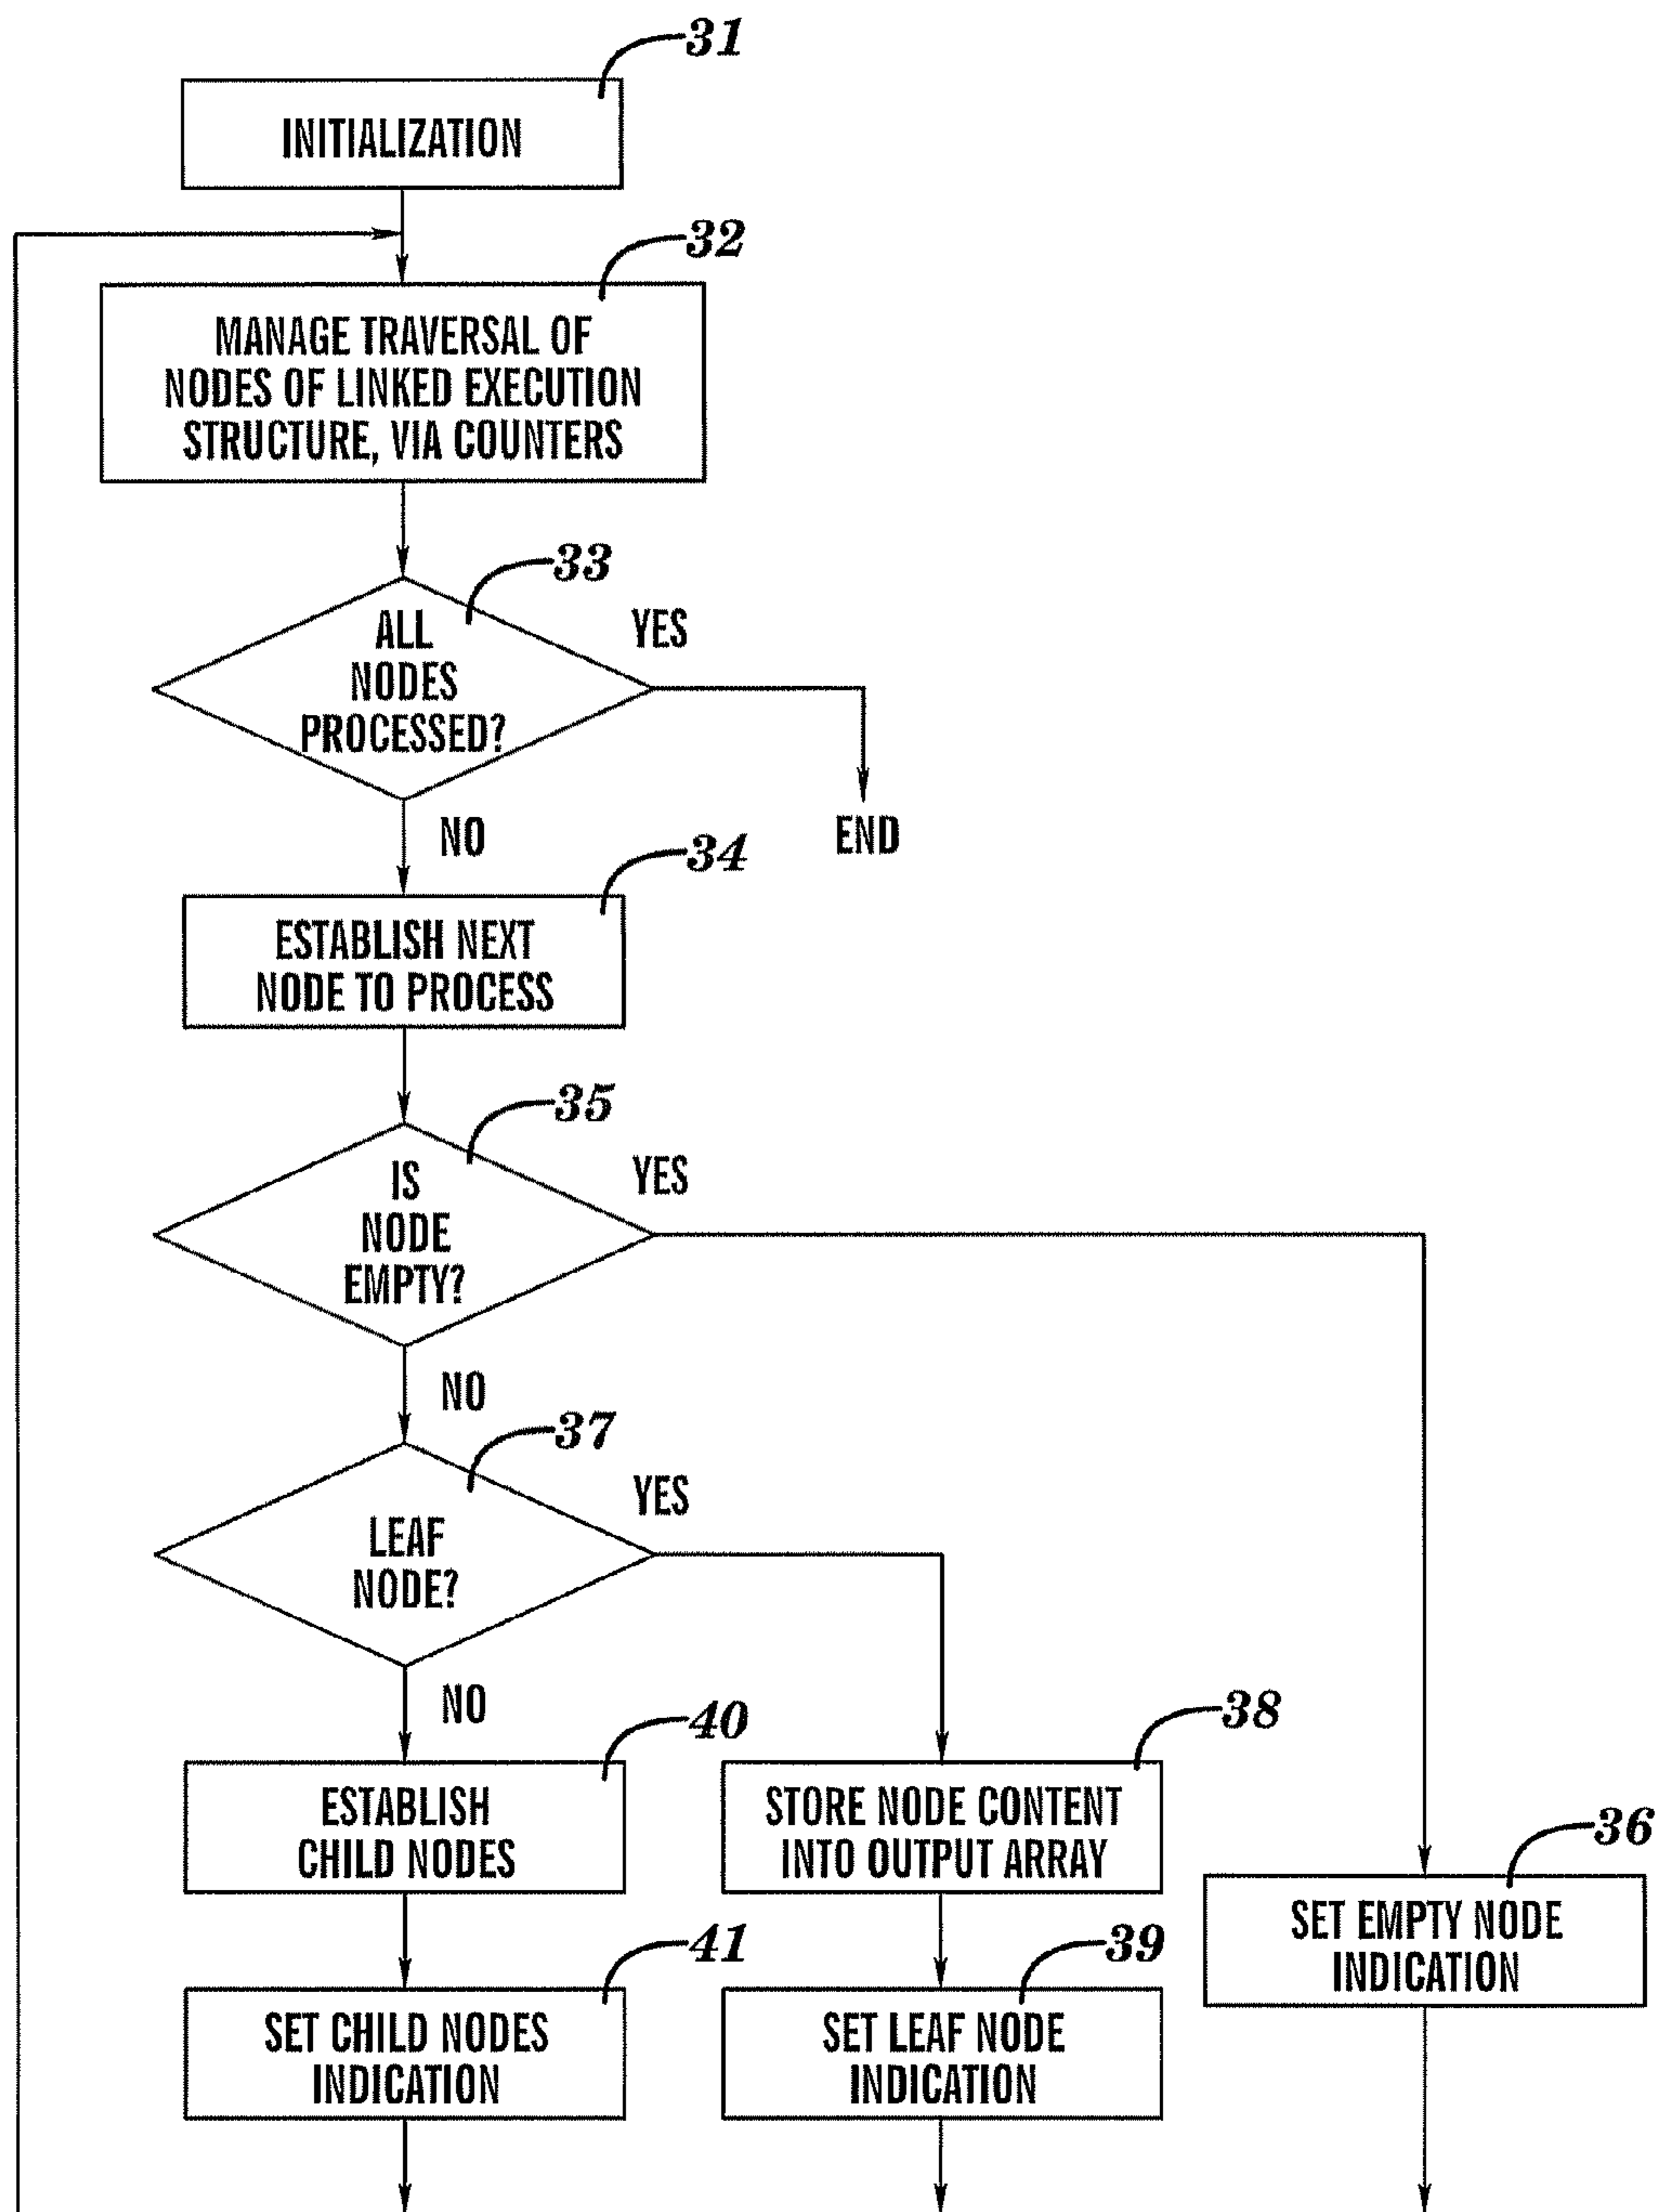 31
INITIALIZATION
32
MANAGE TRAVERSAL OF
NODES OF LINKED EXECUTION
STRUCTURE, VIA COUNTERS
33
ALL
NODES
PROCESSED?
YES
END
NO
34
ESTABLISH NEXT
NODE TO PROCESS
35
IS
NODE
EMPTY?
YES
NO
37
LEAF
NODE?
YES
NO
40
ESTABLISH
CHILD NODES
38
STORE NODE CONTENT
INTO OUTPUT ARRAY
36
SET EMPTY NODE
INDICATION
41
SET CHILD NODES
INDICATION
39
SET LEAF NODE
INDICATION